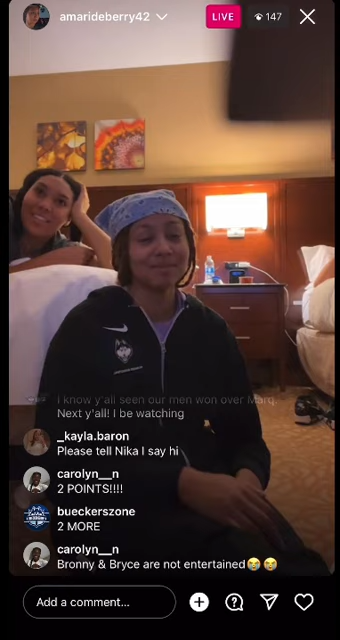 amarideberry42
LIVE
147
I know y'all seen our men won over Marq.
Next y'all! I be watching
_kayla.baron
Please tell Nika I say hi
carolyn__n
2 POINTS!!!!
bueckerszone
2 MORE
carolyn__n
Bronny & Bryce are not entertained😭😭
Add a comment...